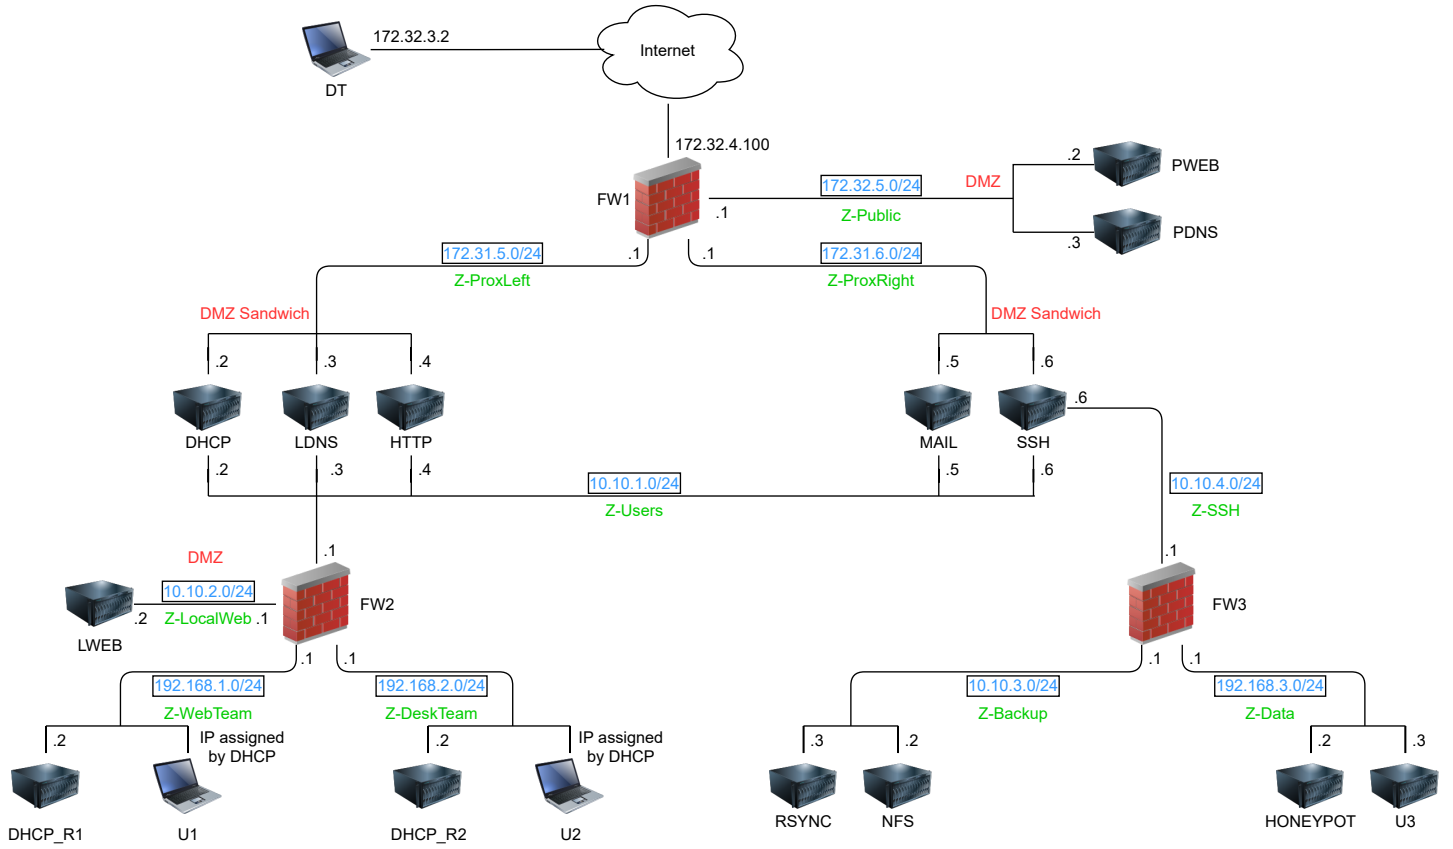 172.32.3.2
Internet
DT
172.32.4.100
.2
PWEB
172.32.5.0/24
DMZ
FW1
.1
Z-Public
PDNS
.3
172.31.5.0/24
.1
.1
172.31.6.0/24
Z-ProxLeft
Z-ProxRight
DMZ Sandwich
DMZ Sandwich
.2
.3
.4
.5
.6
.6
DHCP
LDNS
HTTP
MAIL
SSH
.2
.3
.4
.5
.6
10.10.1.0/24
10.10.4.0/24
Z-Users
Z-SSH
.1
.1
DMZ
10.10.2.0/24
FW2
FW3
.2
Z-LocalWeb
.1
LWEB
.1
.1
.1
.1
192.168.1.0/24
192.168.2.0/24
10.10.3.0/24
192.168.3.0/24
Z-WebTeam
Z-DeskTeam
Z-Backup
Z-Data
.2
IP assigned
by DHCP
.2
IP assigned
by DHCP
.3
.2
.2
.3
DHCP_R1
U1
DHCP_R2
U2
RSYNC
NFS
HONEYPOT
U3